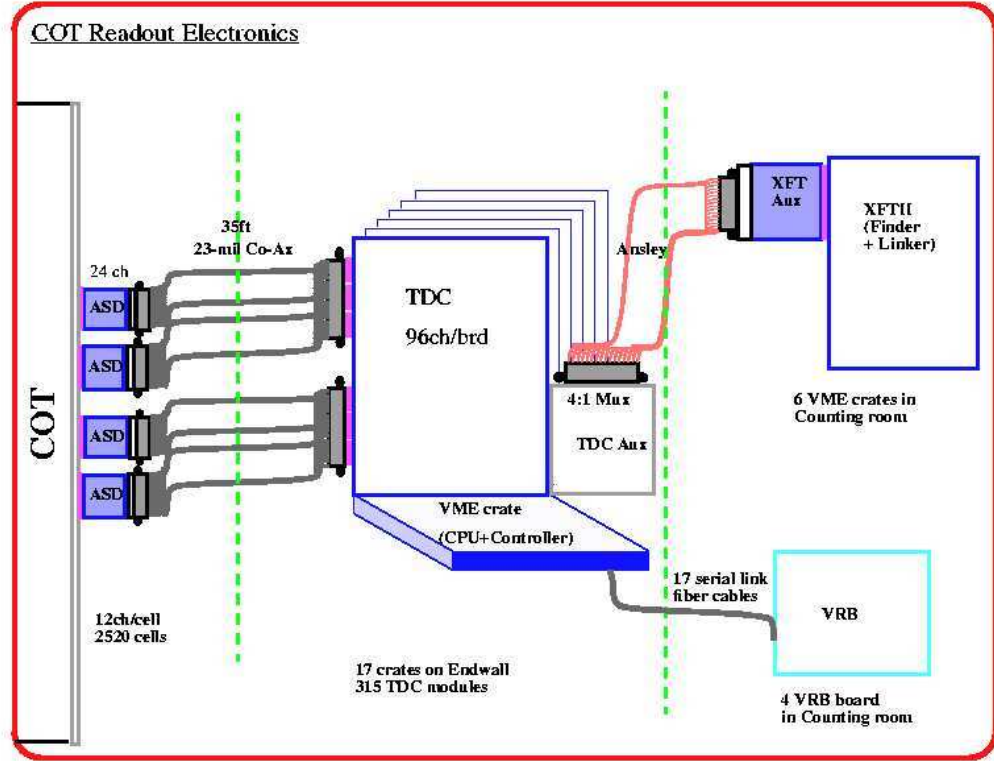 COT Readout Electronics
COT
24 ch
ASD
ASD
ASD
ASD
12ch/cell
2520 cells
35ft
23-mil Co-Ax
TDC
96ch/brd
VME crate
(CPU+Controller)
17 crates on Endwall
315 TDC modules
Ansley
4:1 Mux
TDC Aux
XFT
Aux
XFTII
(Finder
+ Linker)
6 VME crates in
Counting room
17 serial link
fiber cables
VRB
4 VRB board
in Counting room